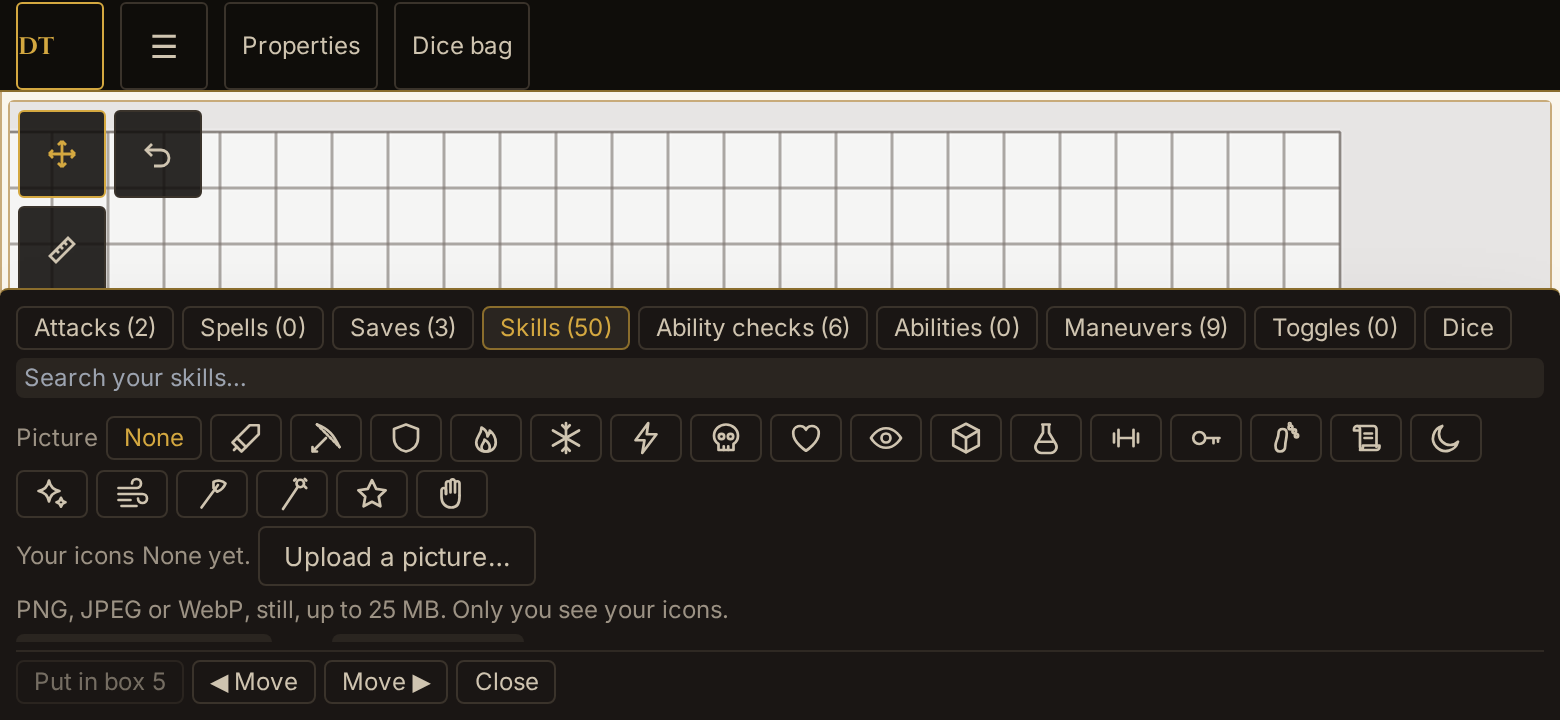 DT ☰ Properties Dice bag
Attacks (2) Spells (0) Saves (3) Skills (50) Ability checks (6) Abilities (0) Maneuvers (9) Toggles (0) Dice
Search your skills...
Picture None
Your icons None yet. Upload a picture...
PNG, JPEG or WebP, still, up to 25 MB. Only you see your icons.
Put in box 5 ◀ Move Move ▶ Close